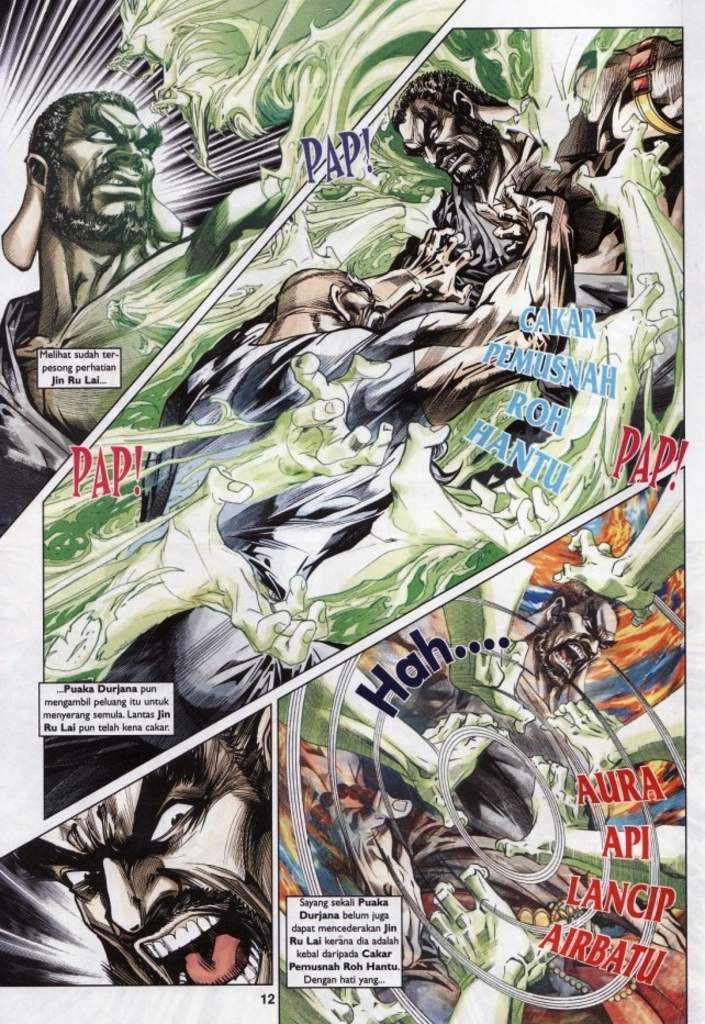 PAP!
Melihat sudah ter-
pesong perhatian
Jin Ru Lai...
CAKAR
PEMUSNAH
ROH
HANTU
PAP!
PAP!
...Puaka Durjana pun
mengambil peluang itu untuk
menyerang semula. Lantas Jin
Ru Lai pun telah kena cakar.
Hah....
AURA
API
LANCIP
AIRBATU
Sayang sekali Puaka
Durjana belum juga
dapat mencederakan Jin
Ru Lai kerana dia adalah
kebal daripada Cakar
Pemusnah Roh Hantu.
Dengan hati yang...
12